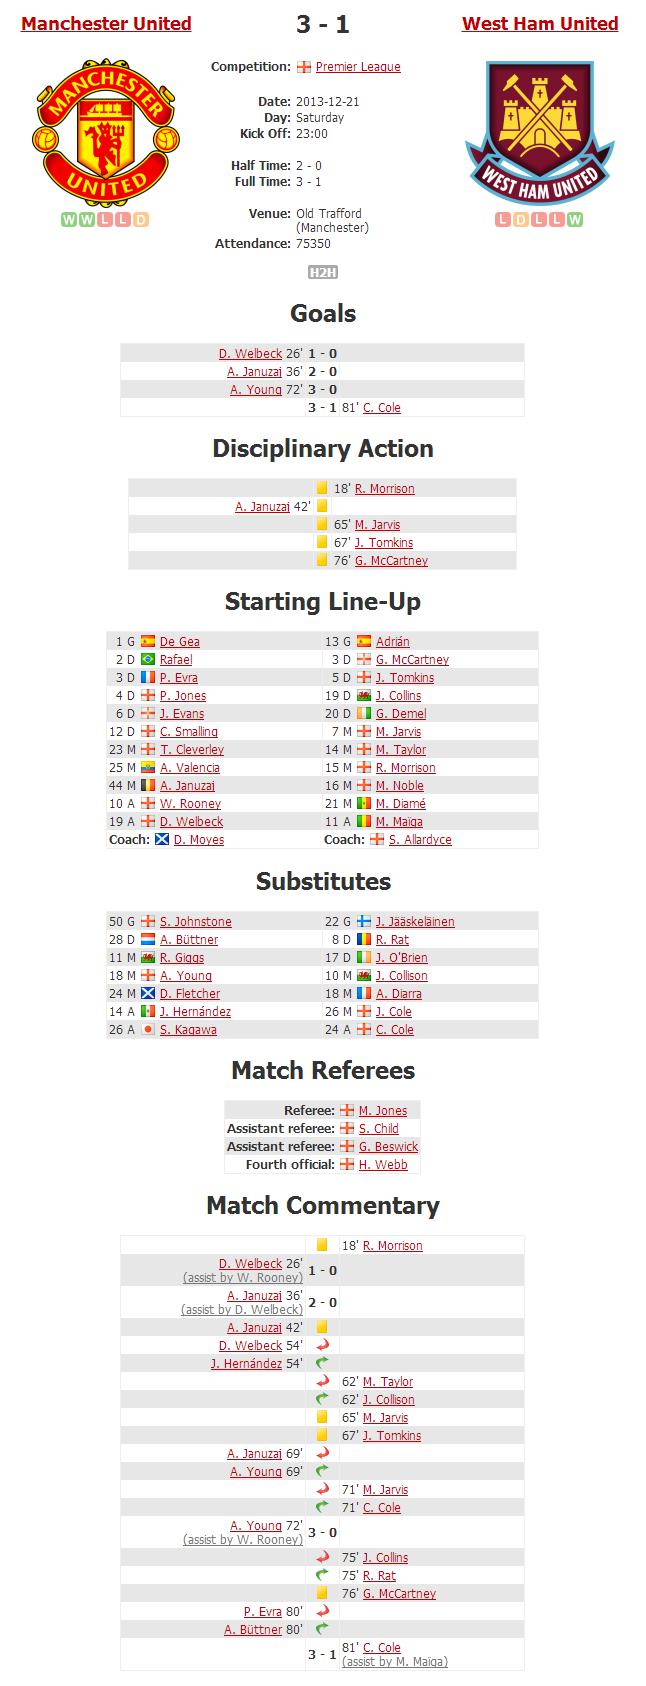 Manchester United 3 - 1 West Ham United
MANCHESTER
UNITED
WEST HAM UNITED
Competition: Premier League
Date: 2013-12-21
Day: Saturday
Kick Off: 23:00
Half Time: 2 - 0
Full Time: 3 - 1
Venue: Old Trafford
(Manchester)
Attendance: 75350
W W L L D
L D L L W
H2H
Goals
D. Welbeck 26' 1 - 0
A. Januzaj 36' 2 - 0
A. Young 72' 3 - 0
3 - 1 81' C. Cole
Disciplinary Action
18' R. Morrison
A. Januzaj 42'
65' M. Jarvis
67' J. Tomkins
76' G. McCartney
Starting Line-Up
1 G De Gea 13 G Adrián
2 D Rafael 3 D G. McCartney
3 D P. Evra 5 D J. Tomkins
4 D P. Jones 19 D J. Collins
6 D J. Evans 20 D G. Demel
12 D C. Smalling 7 M M. Jarvis
23 M T. Cleverley 14 M M. Taylor
25 M A. Valencia 15 M R. Morrison
44 M A. Januzaj 16 M M. Noble
10 A W. Rooney 21 M M. Diamé
19 A D. Welbeck 11 A M. Maïga
Coach: D. Moyes Coach: S. Allardyce
Substitutes
50 G S. Johnstone 22 G J. Jääskeläinen
28 D A. Büttner 8 D R. Rat
11 M R. Giggs 17 D J. O'Brien
18 M A. Young 10 M J. Collison
24 M D. Fletcher 18 M A. Diarra
14 A J. Hernández 26 M J. Cole
26 A S. Kagawa 24 A C. Cole
Match Referees
Referee: M. Jones
Assistant referee: S. Child
Assistant referee: G. Beswick
Fourth official: H. Webb
Match Commentary
18' R. Morrison
D. Welbeck 26' 1 - 0
(assist by W. Rooney)
A. Januzaj 36' 2 - 0
(assist by D. Welbeck)
A. Januzaj 42'
D. Welbeck 54'
J. Hernández 54'
62' M. Taylor
62' J. Collison
65' M. Jarvis
67' J. Tomkins
A. Januzaj 69'
A. Young 69'
71' M. Jarvis
71' C. Cole
A. Young 72' 3 - 0
(assist by W. Rooney)
75' J. Collins
75' R. Rat
76' G. McCartney
P. Evra 80'
A. Büttner 80'
3 - 1 81' C. Cole
(assist by M. Maïga)